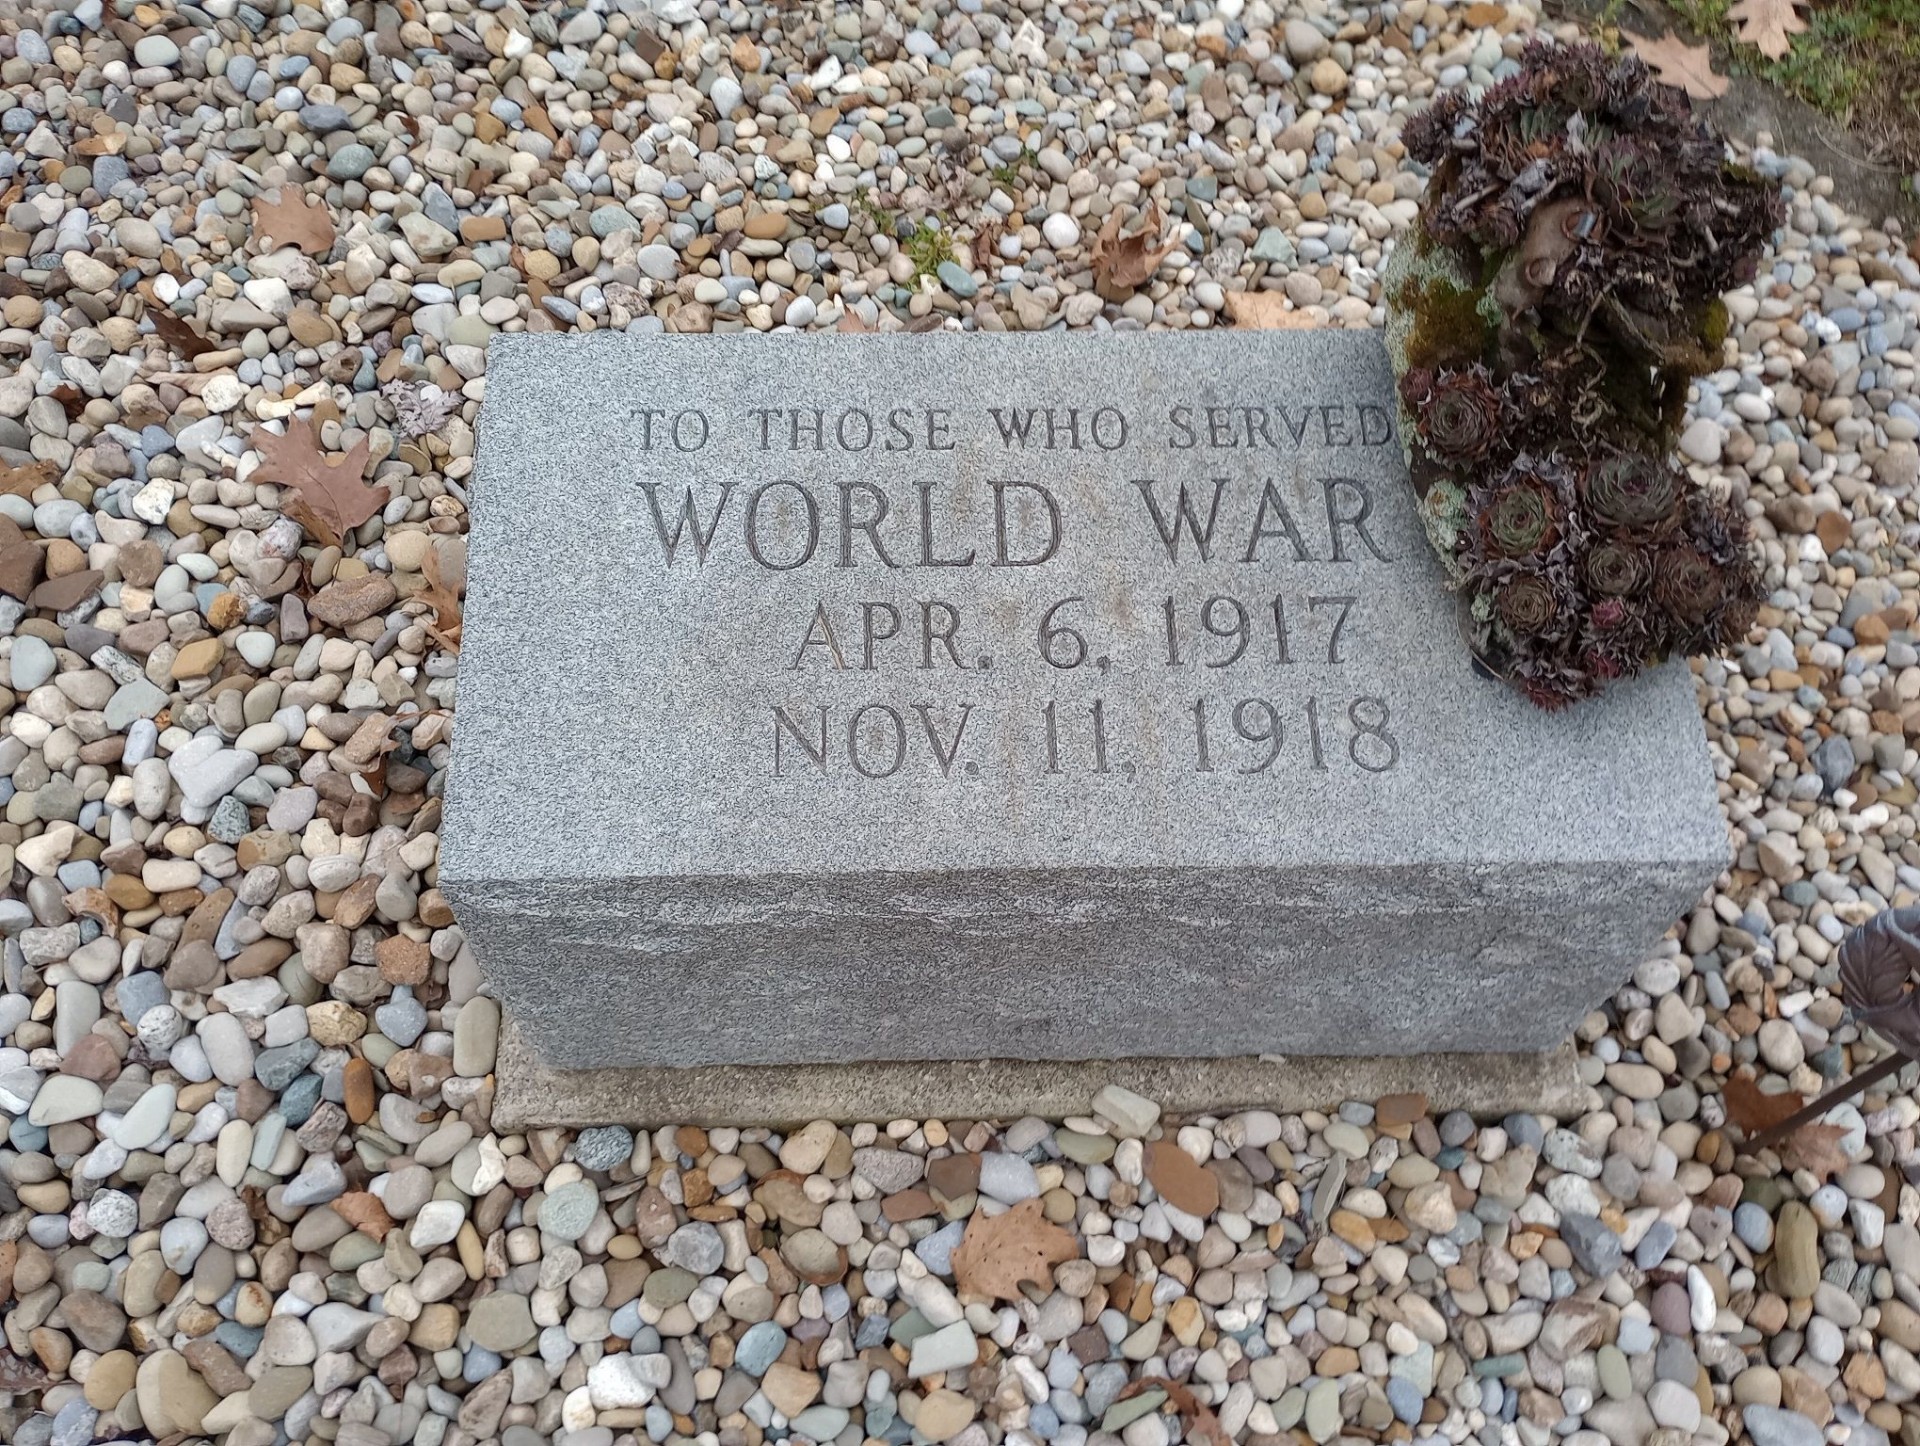 TO THOSE WHO SERVED
WORLD WAR
APR. 6, 1917
NOV. 11, 1918